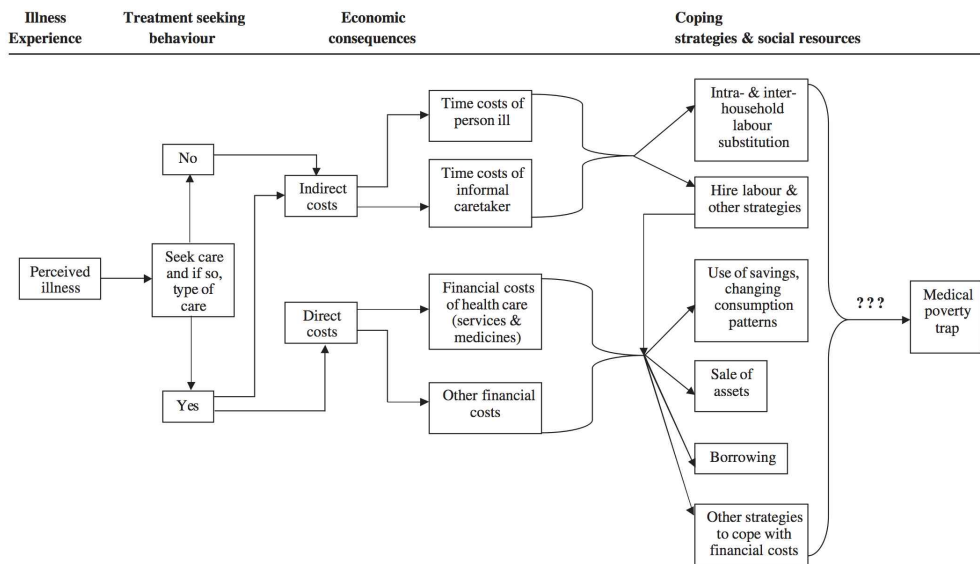 Illness
Experience
Treatment seeking
behaviour
Economic
consequences
Coping
strategies & social resources
Perceived
illness
No
Seek care
and if so,
type of
care
Yes
Indirect
costs
Direct
costs
Time costs of
person ill
Time costs of
informal
caretaker
Financial costs
of health care
(services &
medicines)
Other financial
costs
Intra- & inter-
household
labour
substitution
Hire labour &
other strategies
Use of savings,
changing
consumption
patterns
Sale of
assets
Borrowing
Other strategies
to cope with
financial costs
???
Medical
poverty
trap